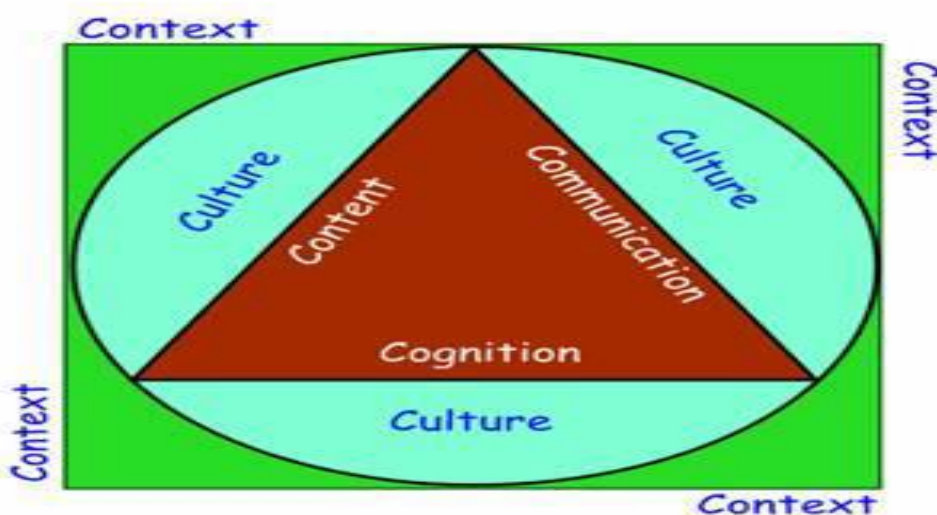 Context
Context
Culture
Culture
Content
Communication
Cognition
Culture
Context
Context